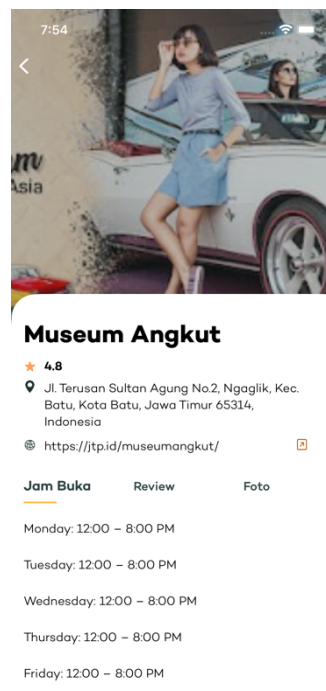 7:54
m
Asia
Museum Angkut
4.8
Jl. Terusan Sultan Agung No.2, Ngaglik, Kec.
Batu, Kota Batu, Jawa Timur 65314,
Indonesia
https://jtp.id/museumangkut/
Jam Buka Review Foto
Monday: 12:00 – 8:00 PM
Tuesday: 12:00 – 8:00 PM
Wednesday: 12:00 – 8:00 PM
Thursday: 12:00 – 8:00 PM
Friday: 12:00 – 8:00 PM